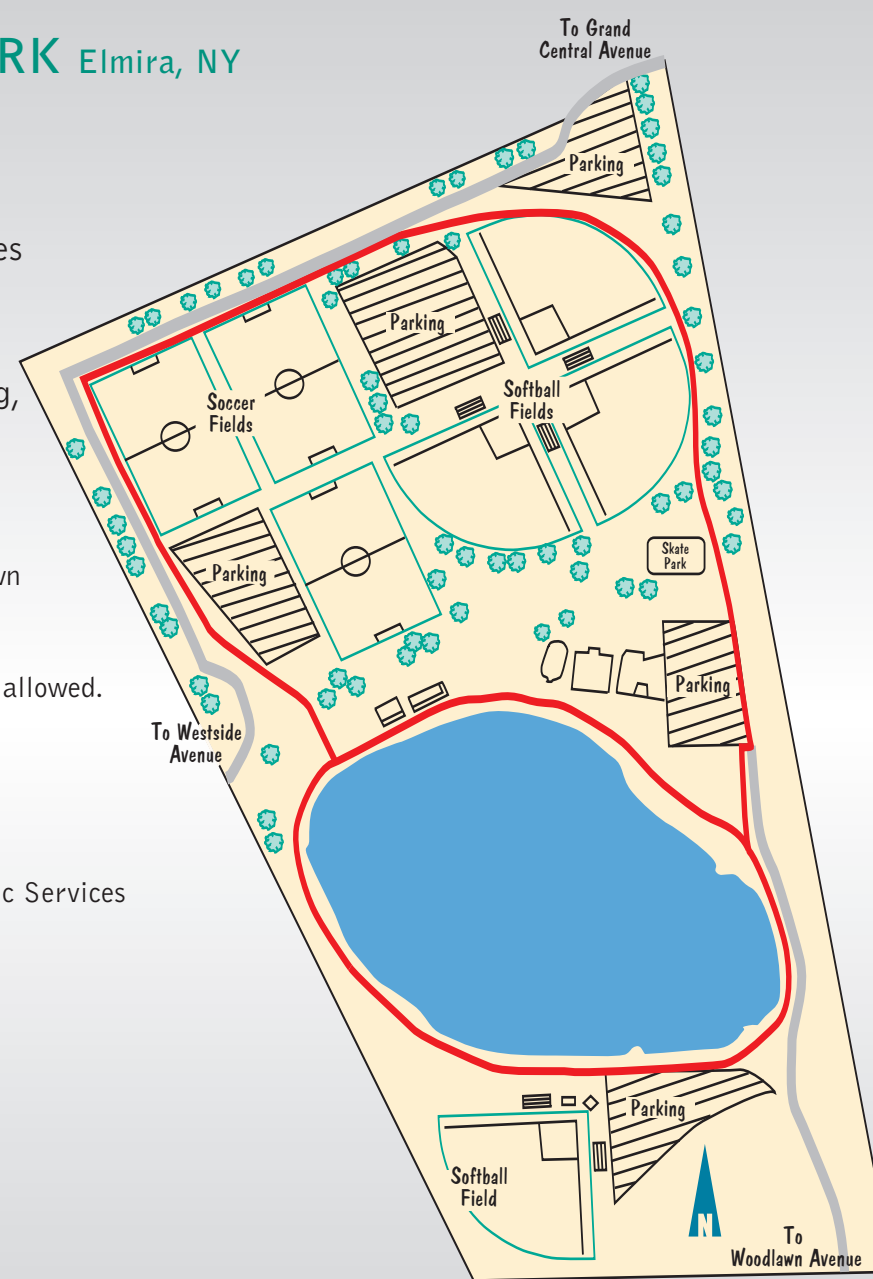 RK Elmira, NY
es
g,
wn
allowed.
c Services
To Grand
Central Avenue
Parking
Parking
Soccer
Fields
Softball
Fields
Skate
Park
Parking
Parking
To Westside
Avenue
Parking
Softball
Field
N
To
Woodlawn Avenue